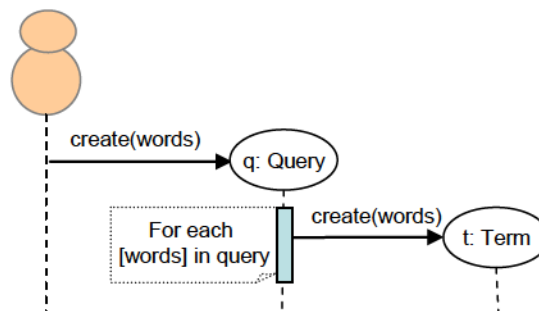 create(words)
q: Query
create(words)
For each
[words] in query
t: Term